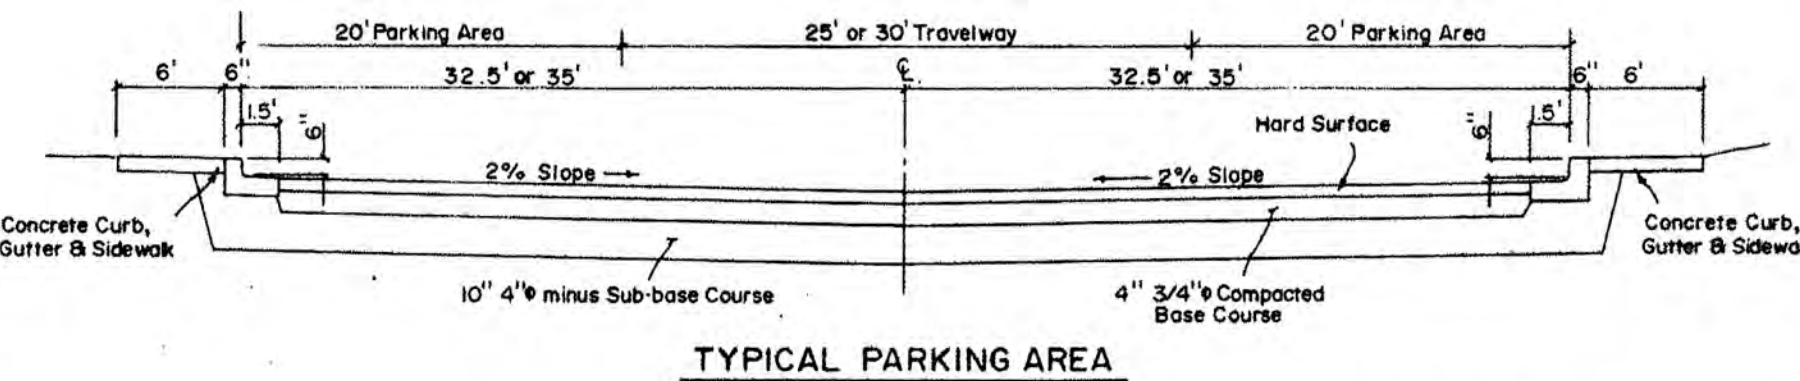 20' Parking Area 25' or 30' Travelway 20' Parking Area
6' 6" 32.5' or 35' ℄ 32.5' or 35' 6" 6'
1.5' 6" Hard Surface 6" .5'
2% Slope 2% Slope
Concrete Curb,
Gutter & Sidewalk
Concrete Curb,
Gutter & Sidewa
10" 4"φ minus Sub-base Course
4" 3/4"φ Compacted
Base Course
TYPICAL PARKING AREA